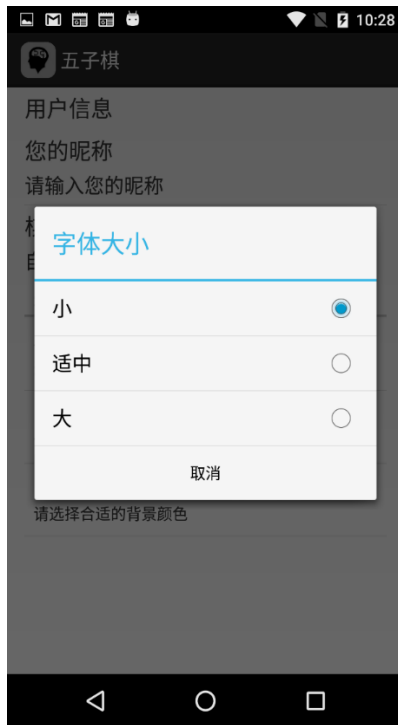 10:28
五子棋
用户信息
您的昵称
请输入您的昵称
字体大小
小
适中
大
取消
请选择合适的背景颜色